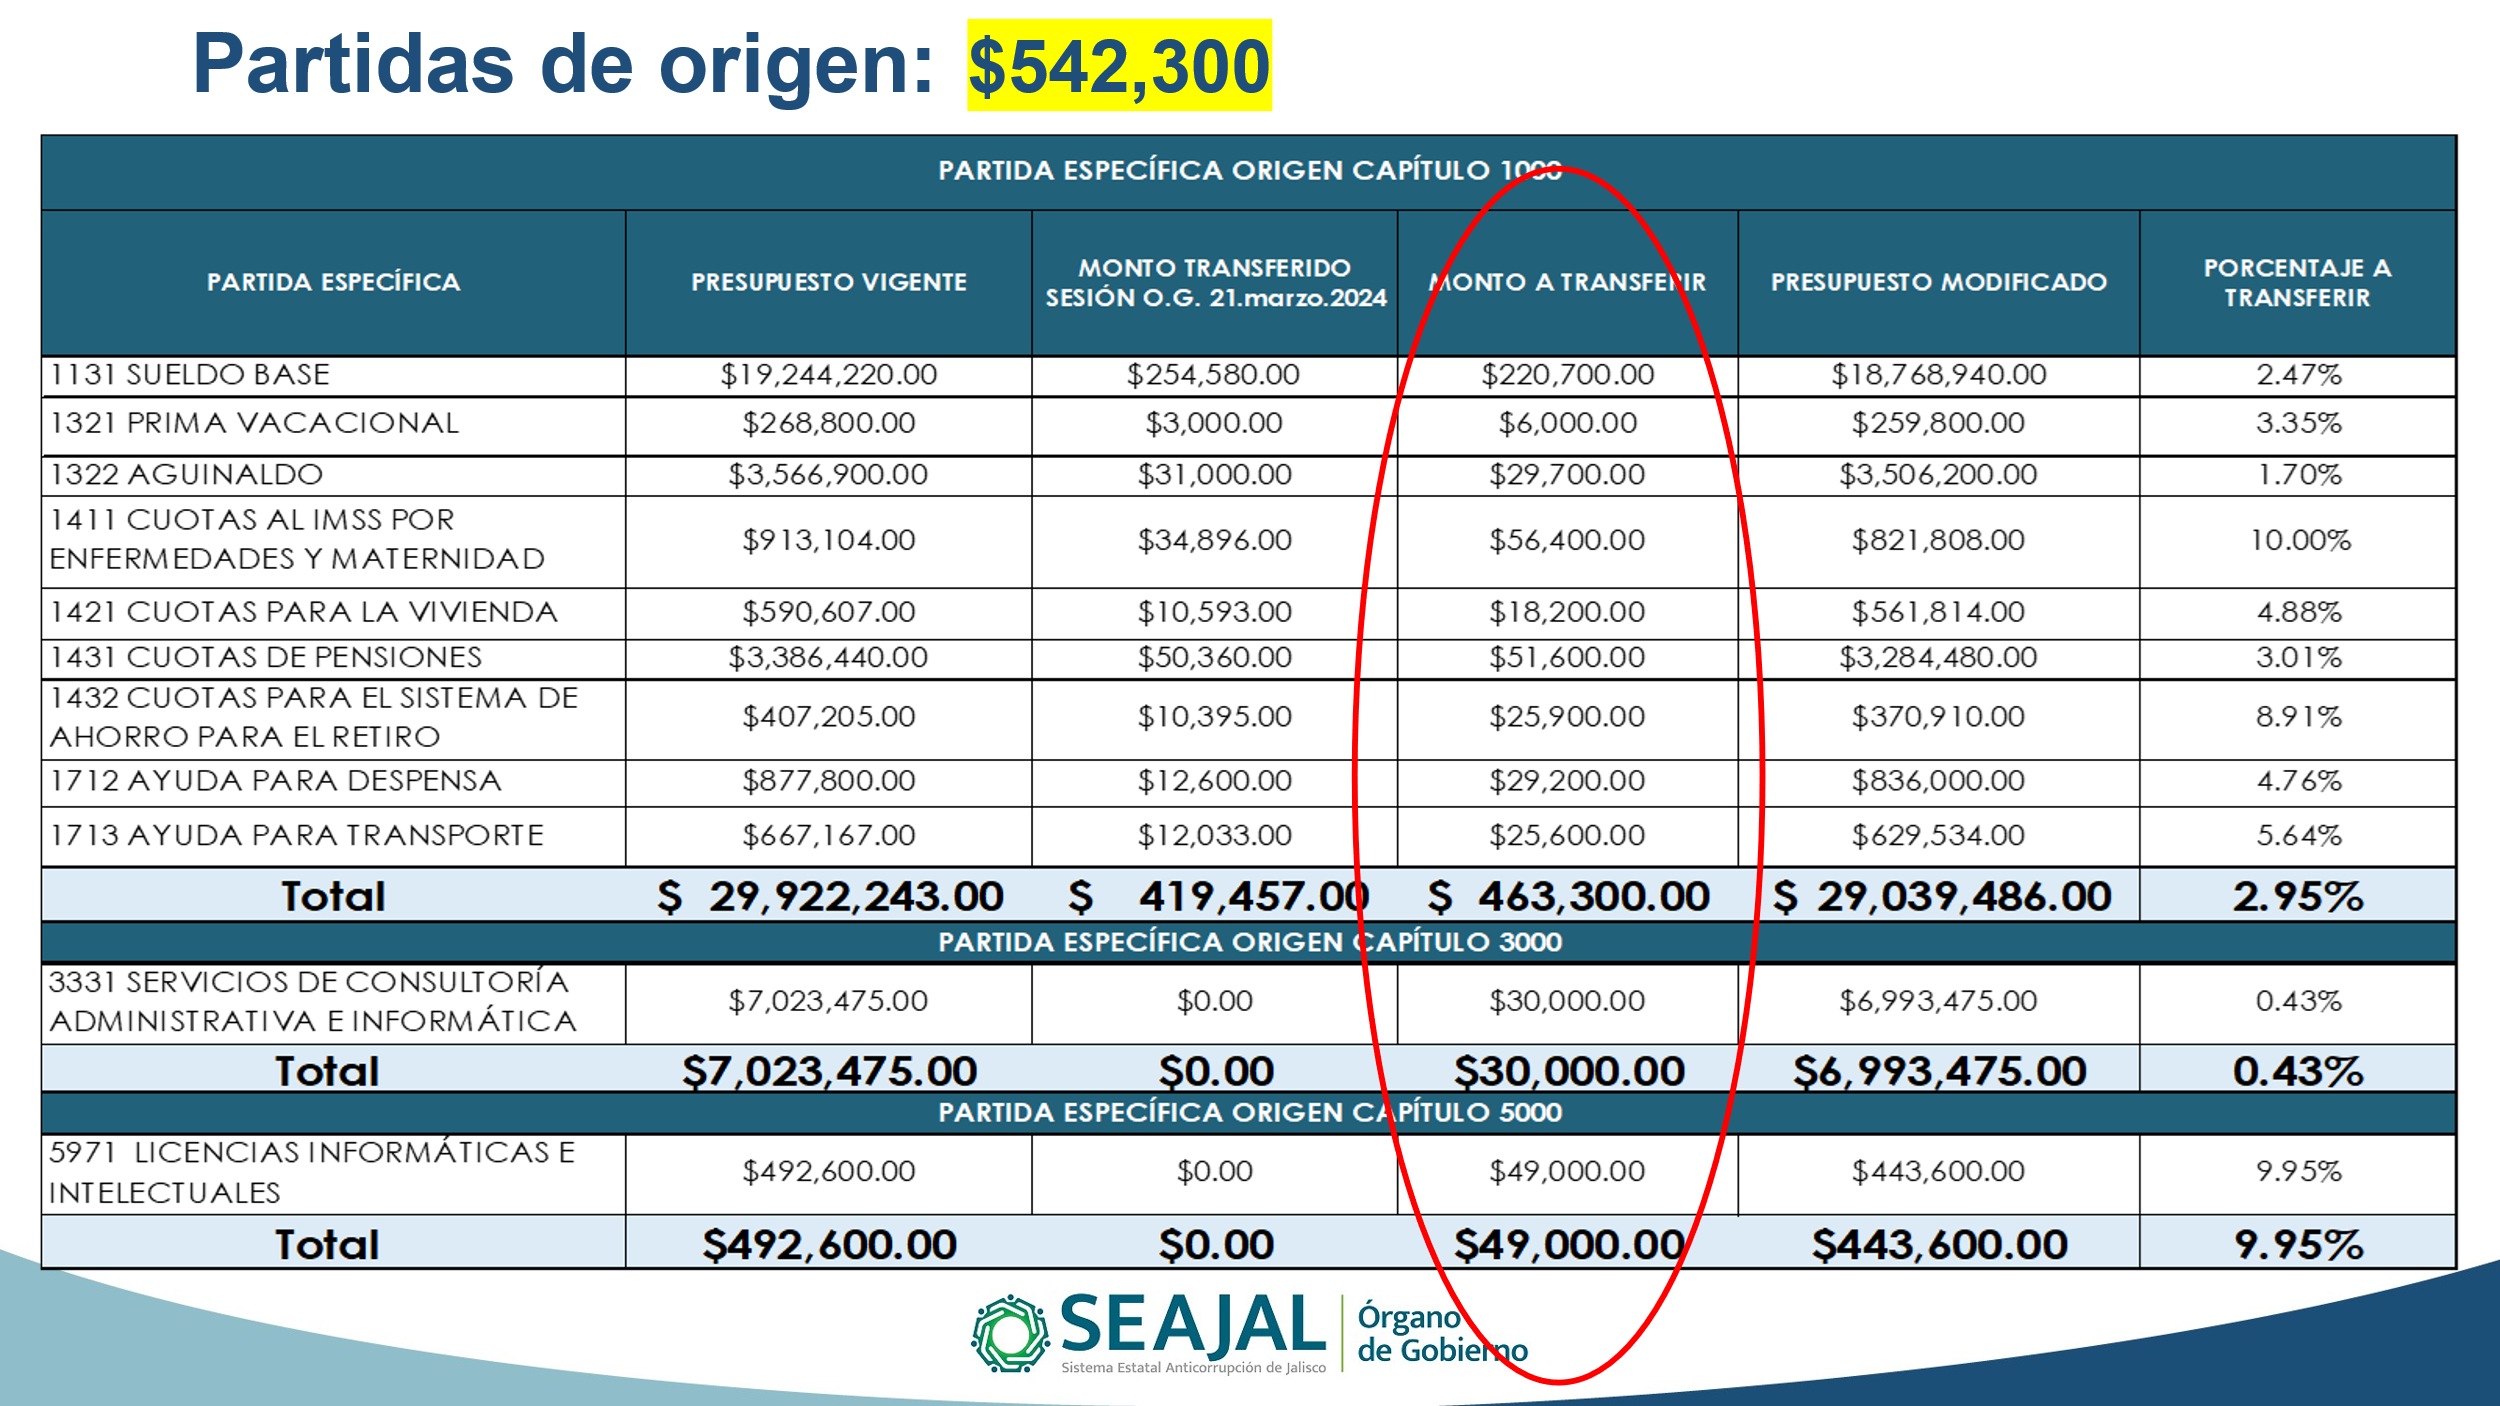 Partidas de origen: $542,300
PARTIDA ESPECÍFICA ORIGEN CAPÍTULO 1000
PARTIDA ESPECÍFICA PRESUPUESTO VIGENTE MONTO TRANSFERIDO SESIÓN O.G. 21.marzo.2024 MONTO A TRANSFERIR PRESUPUESTO MODIFICADO PORCENTAJE A TRANSFERIR
1131 SUELDO BASE $19,244,220.00 $254,580.00 $220,700.00 $18,768,940.00 2.47%
1321 PRIMA VACACIONAL $268,800.00 $3,000.00 $6,000.00 $259,800.00 3.35%
1322 AGUINALDO $3,566,900.00 $31,000.00 $29,700.00 $3,506,200.00 1.70%
1411 CUOTAS AL IMSS POR ENFERMEDADES Y MATERNIDAD $913,104.00 $34,896.00 $56,400.00 $821,808.00 10.00%
1421 CUOTAS PARA LA VIVIENDA $590,607.00 $10,593.00 $18,200.00 $561,814.00 4.88%
1431 CUOTAS DE PENSIONES $3,386,440.00 $50,360.00 $51,600.00 $3,284,480.00 3.01%
1432 CUOTAS PARA EL SISTEMA DE AHORRO PARA EL RETIRO $407,205.00 $10,395.00 $25,900.00 $370,910.00 8.91%
1712 AYUDA PARA DESPENSA $877,800.00 $12,600.00 $29,200.00 $836,000.00 4.76%
1713 AYUDA PARA TRANSPORTE $667,167.00 $12,033.00 $25,600.00 $629,534.00 5.64%
Total $ 29,922,243.00 $ 419,457.00 $ 463,300.00 $ 29,039,486.00 2.95%
PARTIDA ESPECÍFICA ORIGEN CAPÍTULO 3000
3331 SERVICIOS DE CONSULTORÍA ADMINISTRATIVA E INFORMÁTICA $7,023,475.00 $0.00 $30,000.00 $6,993,475.00 0.43%
Total $7,023,475.00 $0.00 $30,000.00 $6,993,475.00 0.43%
PARTIDA ESPECÍFICA ORIGEN CAPÍTULO 5000
5971 LICENCIAS INFORMÁTICAS E INTELECTUALES $492,600.00 $0.00 $49,000.00 $443,600.00 9.95%
Total $492,600.00 $0.00 $49,000.00 $443,600.00 9.95%
SEAJAL
Sistema Estatal Anticorrupción de Jalisco
Órgano
de Gobierno